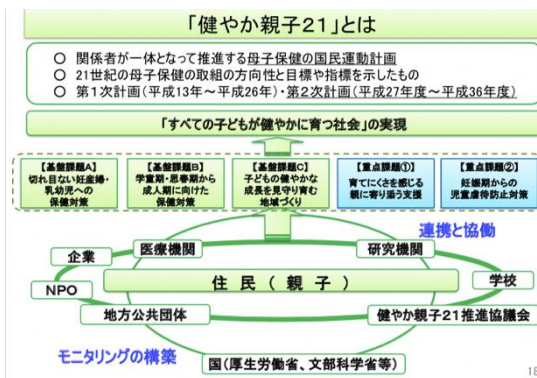 「健やか親子21」とは
○ 関係者が一体となって推進する母子保健の国民運動計画
○ 21世紀の母子保健の取組の方向性と目標や指標を示したもの
○ 第1次計画(平成13年~平成26年)・第2次計画(平成27年度~平成36年度)
「すべての子どもが健やかに育つ社会」の実現
【基盤課題A】
切れ目ない妊産婦・
乳幼児への
保健対策
【基盤課題B】
学童期・思春期から
成人期に向けた
保健対策
【基盤課題C】
子どもの健やかな
成長を見守り育む
地域づくり
【重点課題①】
育てにくさを感じる
親に寄り添う支援
【重点課題②】
妊娠期からの
児童虐待防止対策
連携と協働
医療機関
研究機関
企業
住民(親子)
学校
NPO
地方公共団体
健やか親子21推進協議会
モニタリングの構築
国(厚生労働省、文部科学省等)
18